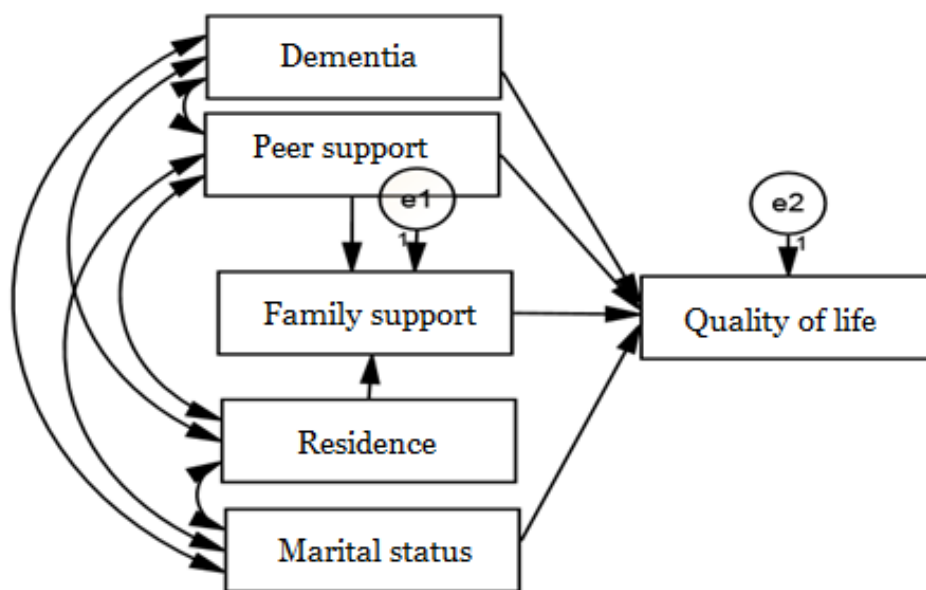 Dementia
Peer support
e1
1
e2
1
Family support
Quality of life
Residence
Marital status